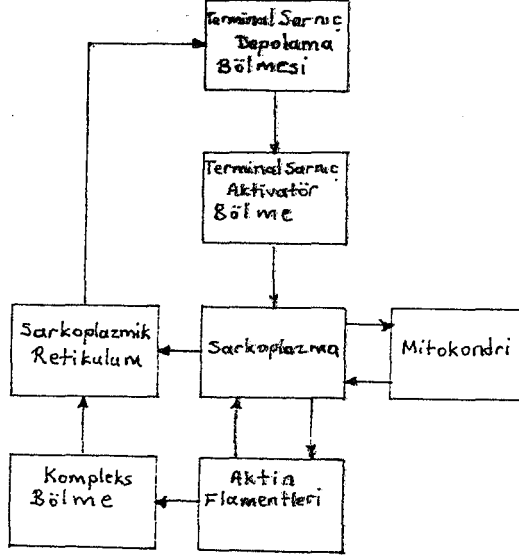 Terminal Sarnıç
Depolama
Bölmesi
Terminal Sarnıç
Aktivatör
Bölme
Sarkoplazmik
Retikulum
Sarkoplazma
Mitokondri
Kompleks
Bölme
Aktin
Flamentleri